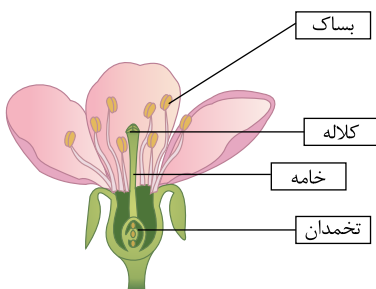 بساک
کلاله
خامه
تخمدان